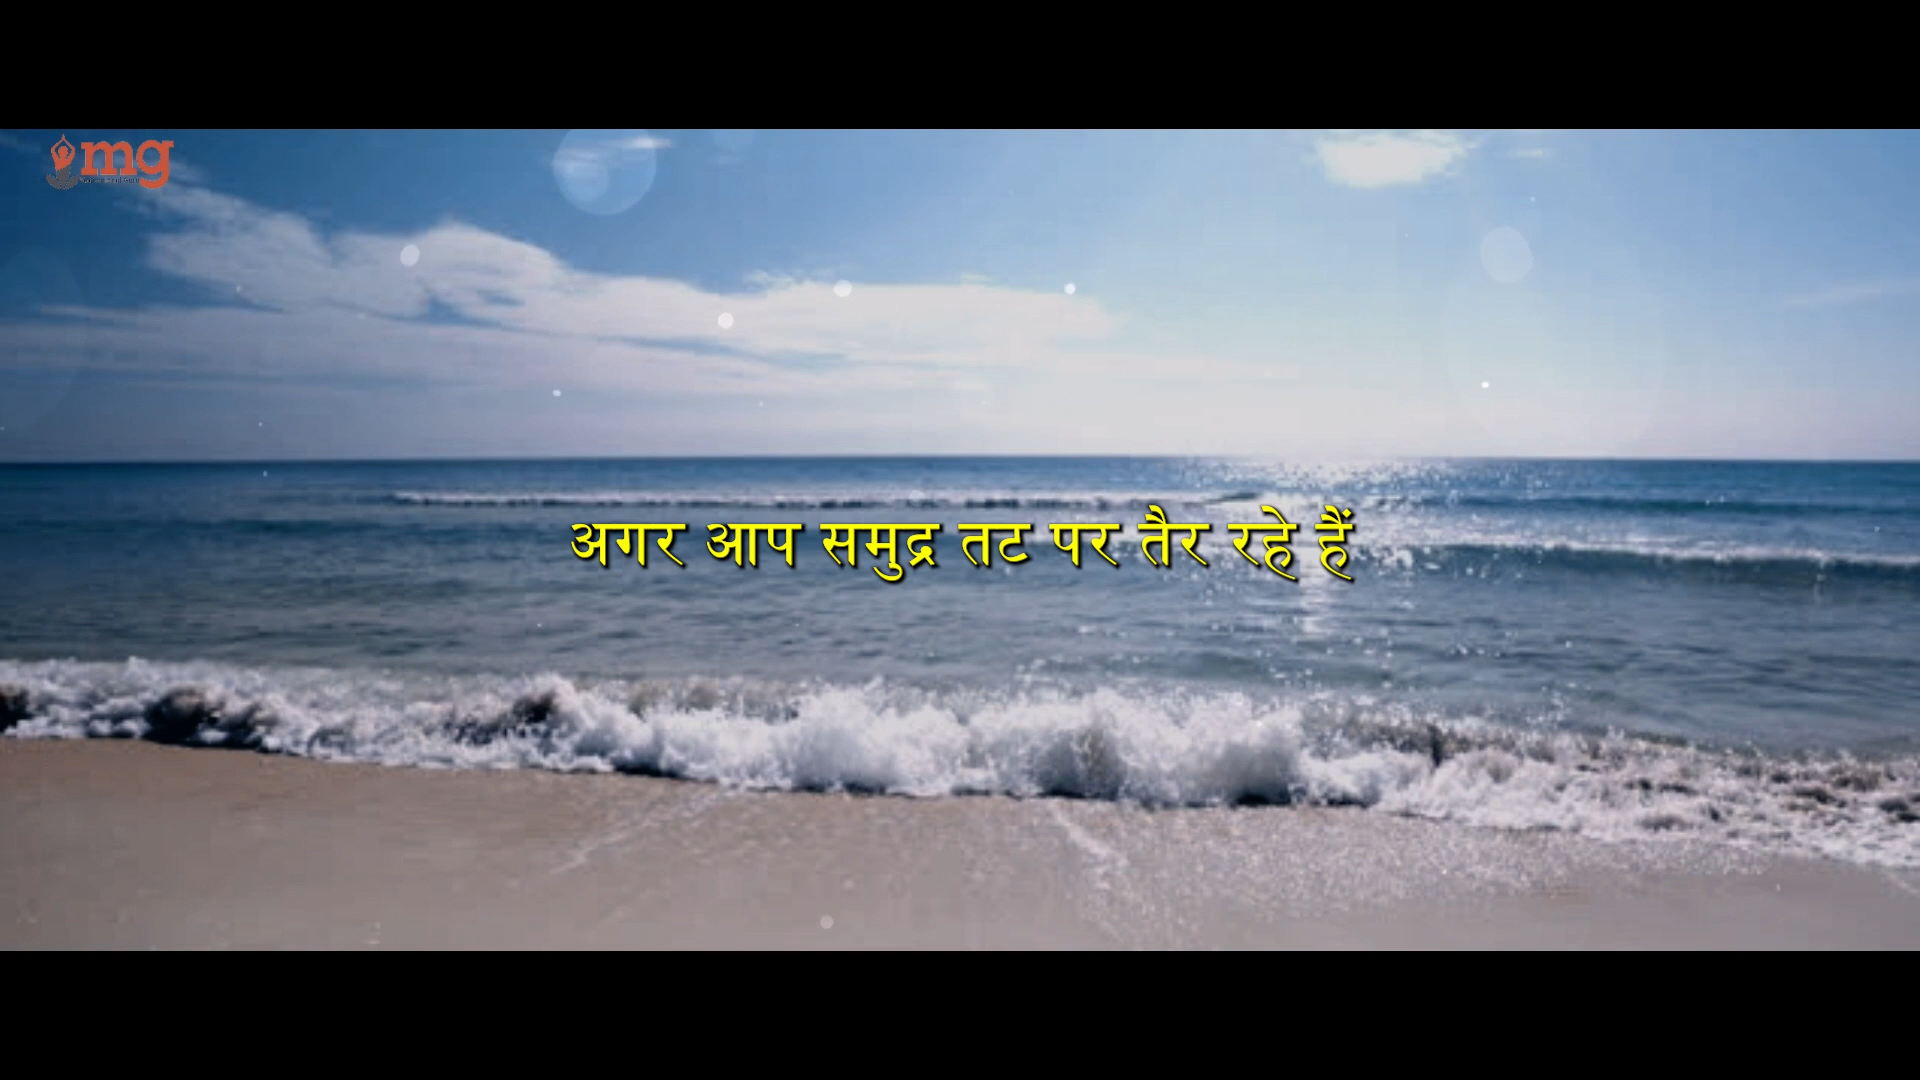 mg
अगर आप समुद्र तट पर तैर रहे हैं